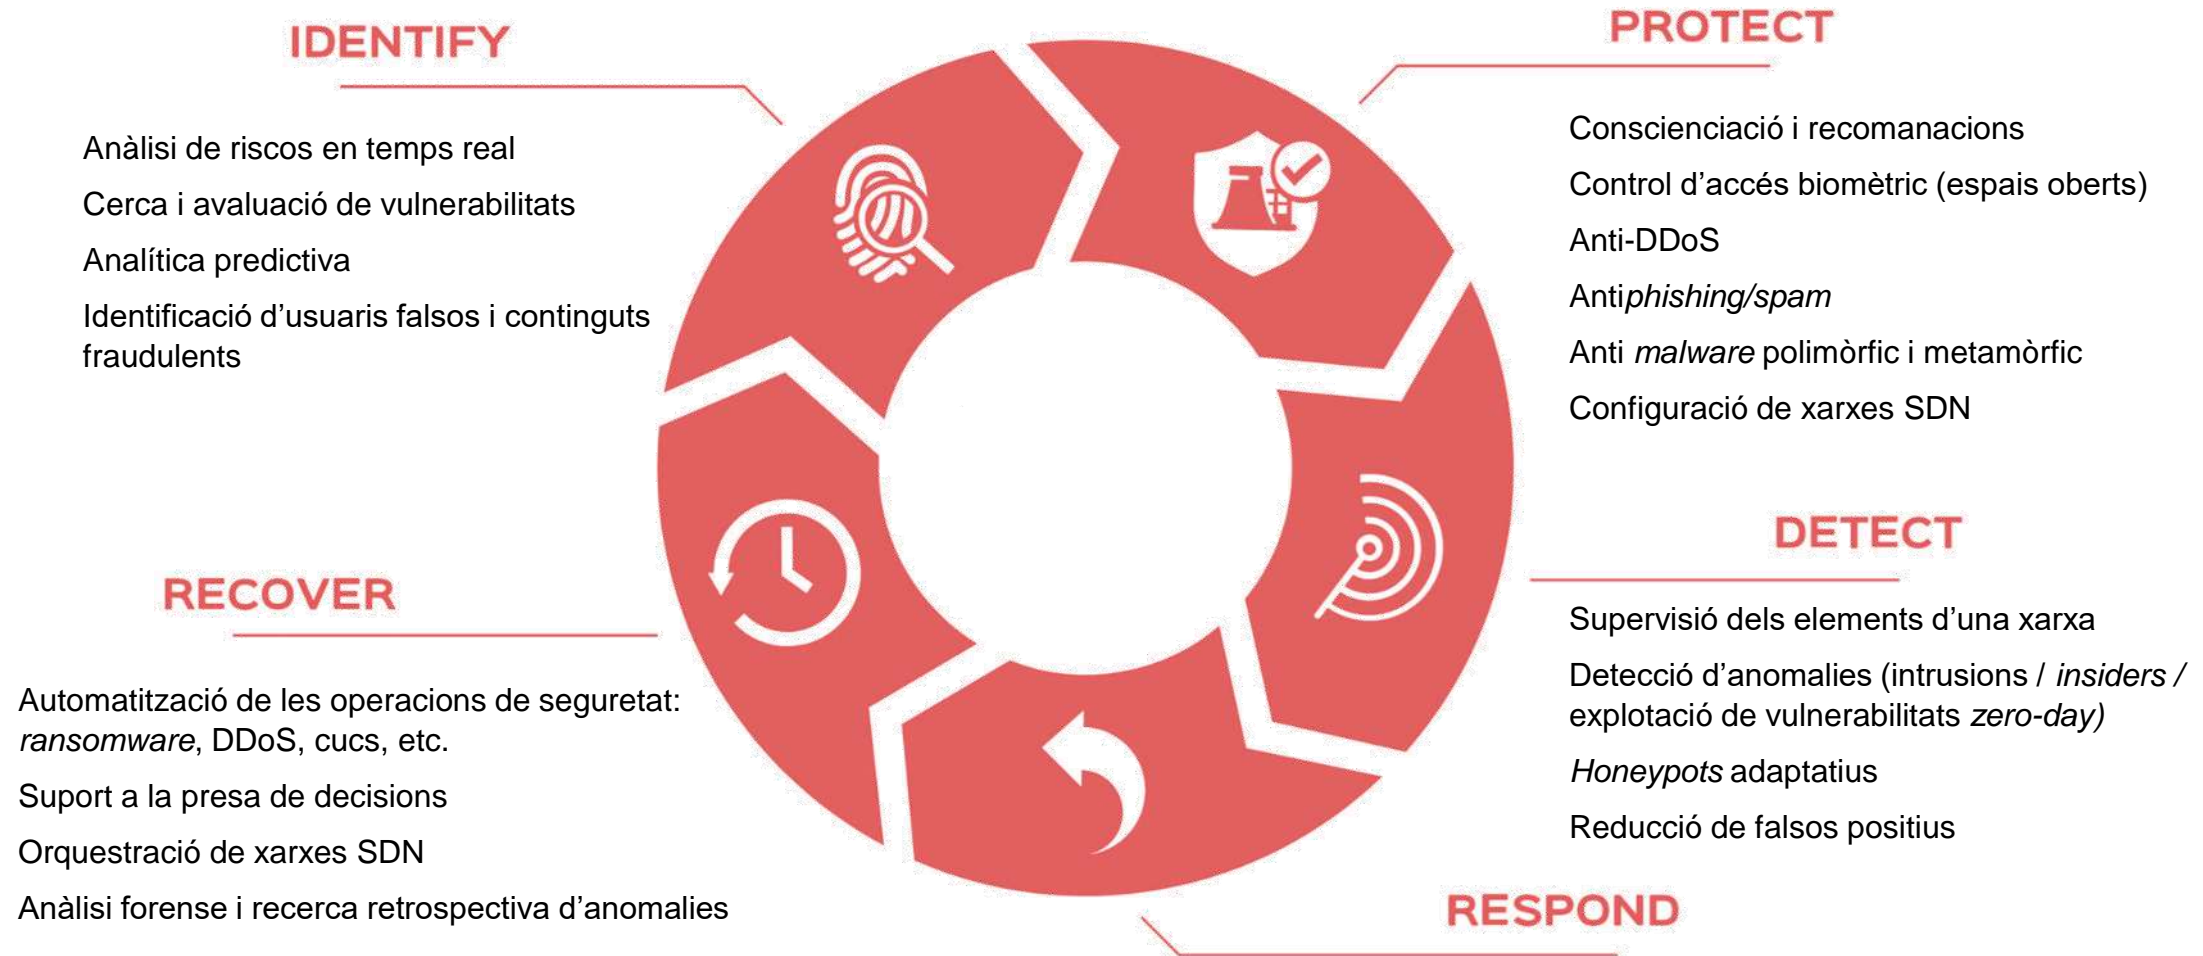 IDENTIFY
Anàlisi de riscos en temps real
Cerca i avaluació de vulnerabilitats
Analítica predictiva
Identificació d’usuaris falsos i continguts
fraudulents
PROTECT
Conscienciació i recomanacions
Control d’accés biomètric (espais oberts)
Anti-DDoS
Antiphishing/spam
Anti malware polimòrfic i metamòrfic
Configuració de xarxes SDN
DETECT
Supervisió dels elements d’una xarxa
Detecció d’anomalies (intrusions / insiders /
explotació de vulnerabilitats zero-day)
Honeypots adaptatius
Reducció de falsos positius
RESPOND
RECOVER
Automatització de les operacions de seguretat:
ransomware, DDoS, cucs, etc.
Suport a la presa de decisions
Orquestració de xarxes SDN
Anàlisi forense i recerca retrospectiva d’anomalies